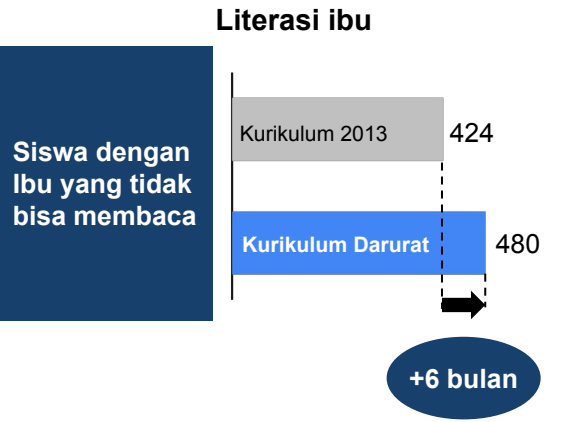 Literasi ibu
Siswa dengan
Ibu yang tidak
bisa membaca
Kurikulum 2013
424
Kurikulum Darurat
480
+6 bulan